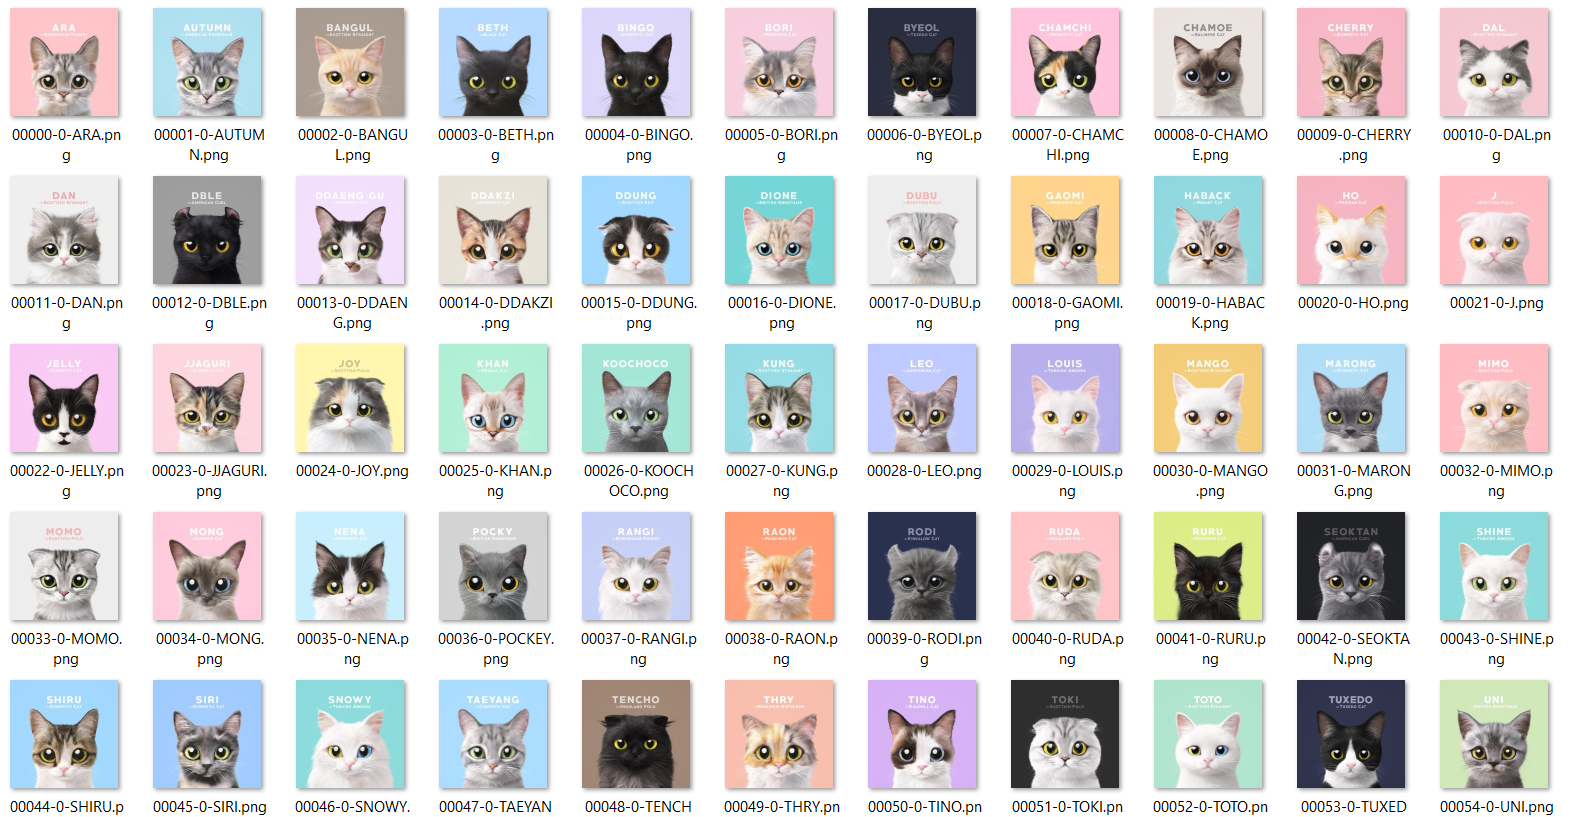 ARA
AUTUMN
BANGUL
BETH
BINGO
BORI
BYEOL
CHAMCHI
CHAMOE
CHERRY
DAL
00000-0-ARA.pn
g
00001-0-AUTUM
N.png
00002-0-BANGU
L.png
00003-0-BETH.pn
g
00004-0-BINGO.
png
00005-0-BORI.pn
g
00006-0-BYEOL.p
ng
00007-0-CHAMC
HI.png
00008-0-CHAMO
E.png
00009-0-CHERRY
.png
00010-0-DAL.pn
g
DAN
DBLE
DDAENG GU
DDAKZI
DDUNG
DIONE
DUBU
GAOMI
HABACK
HO
J
00011-0-DAN.pn
g
00012-0-DBLE.pn
g
00013-0-DDAEN
G.png
00014-0-DDAKZI
.png
00015-0-DDUNG.
png
00016-0-DIONE.
png
00017-0-DUBU.p
ng
00018-0-GAOMI.
png
00019-0-HABAC
K.png
00020-0-HO.png
00021-0-J.png
JELLY
JJAGURI
JOY
KHAN
KOOCHOCO
KUNG
LEO
LOUIS
MANGO
MARONG
MIMO
00022-0-JELLY.pn
g
00023-0-JJAGURI.
png
00024-0-JOY.png
00025-0-KHAN.p
ng
00026-0-KOOCH
OCO.png
00027-0-KUNG.p
ng
00028-0-LEO.png
00029-0-LOUIS.p
ng
00030-0-MANGO
.png
00031-0-MARON
G.png
00032-0-MIMO.p
ng
MOMO
MONG
NENA
POCKY
RANGI
RAON
RODI
RUDA
RURU
SEOKTAN
SHINE
00033-0-MOMO.
png
00034-0-MONG.
png
00035-0-NENA.p
ng
00036-0-POCKEY.
png
00037-0-RANGI.p
ng
00038-0-RAON.p
ng
00039-0-RODI.pn
g
00040-0-RUDA.p
ng
00041-0-RURU.p
ng
00042-0-SEOKTA
N.png
00043-0-SHINE.p
ng
SHIRU
SIRI
SNOWY
TAEYANG
TENCHO
THRY
TINO
TOKI
TOTO
TUXEDO
UNI
00044-0-SHIRU.p
00045-0-SIRI.png
00046-0-SNOWY.
00047-0-TAEYAN
00048-0-TENCH
00049-0-THRY.pn
00050-0-TINO.pn
00051-0-TOKI.pn
00052-0-TOTO.pn
00053-0-TUXED
00054-0-UNI.png